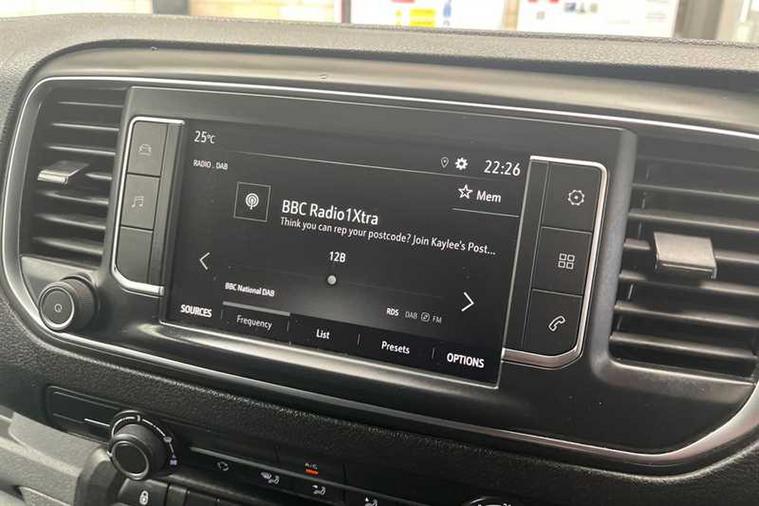 25°C
22:26
RADIO . DAB
Mem
BBC Radio1Xtra
Think you can rep your postcode? Join Kaylee's Post...
12B
BBC National DAB
RDS DAB FM
SOURCES
Frequency
List
Presets
OPTIONS
A/C